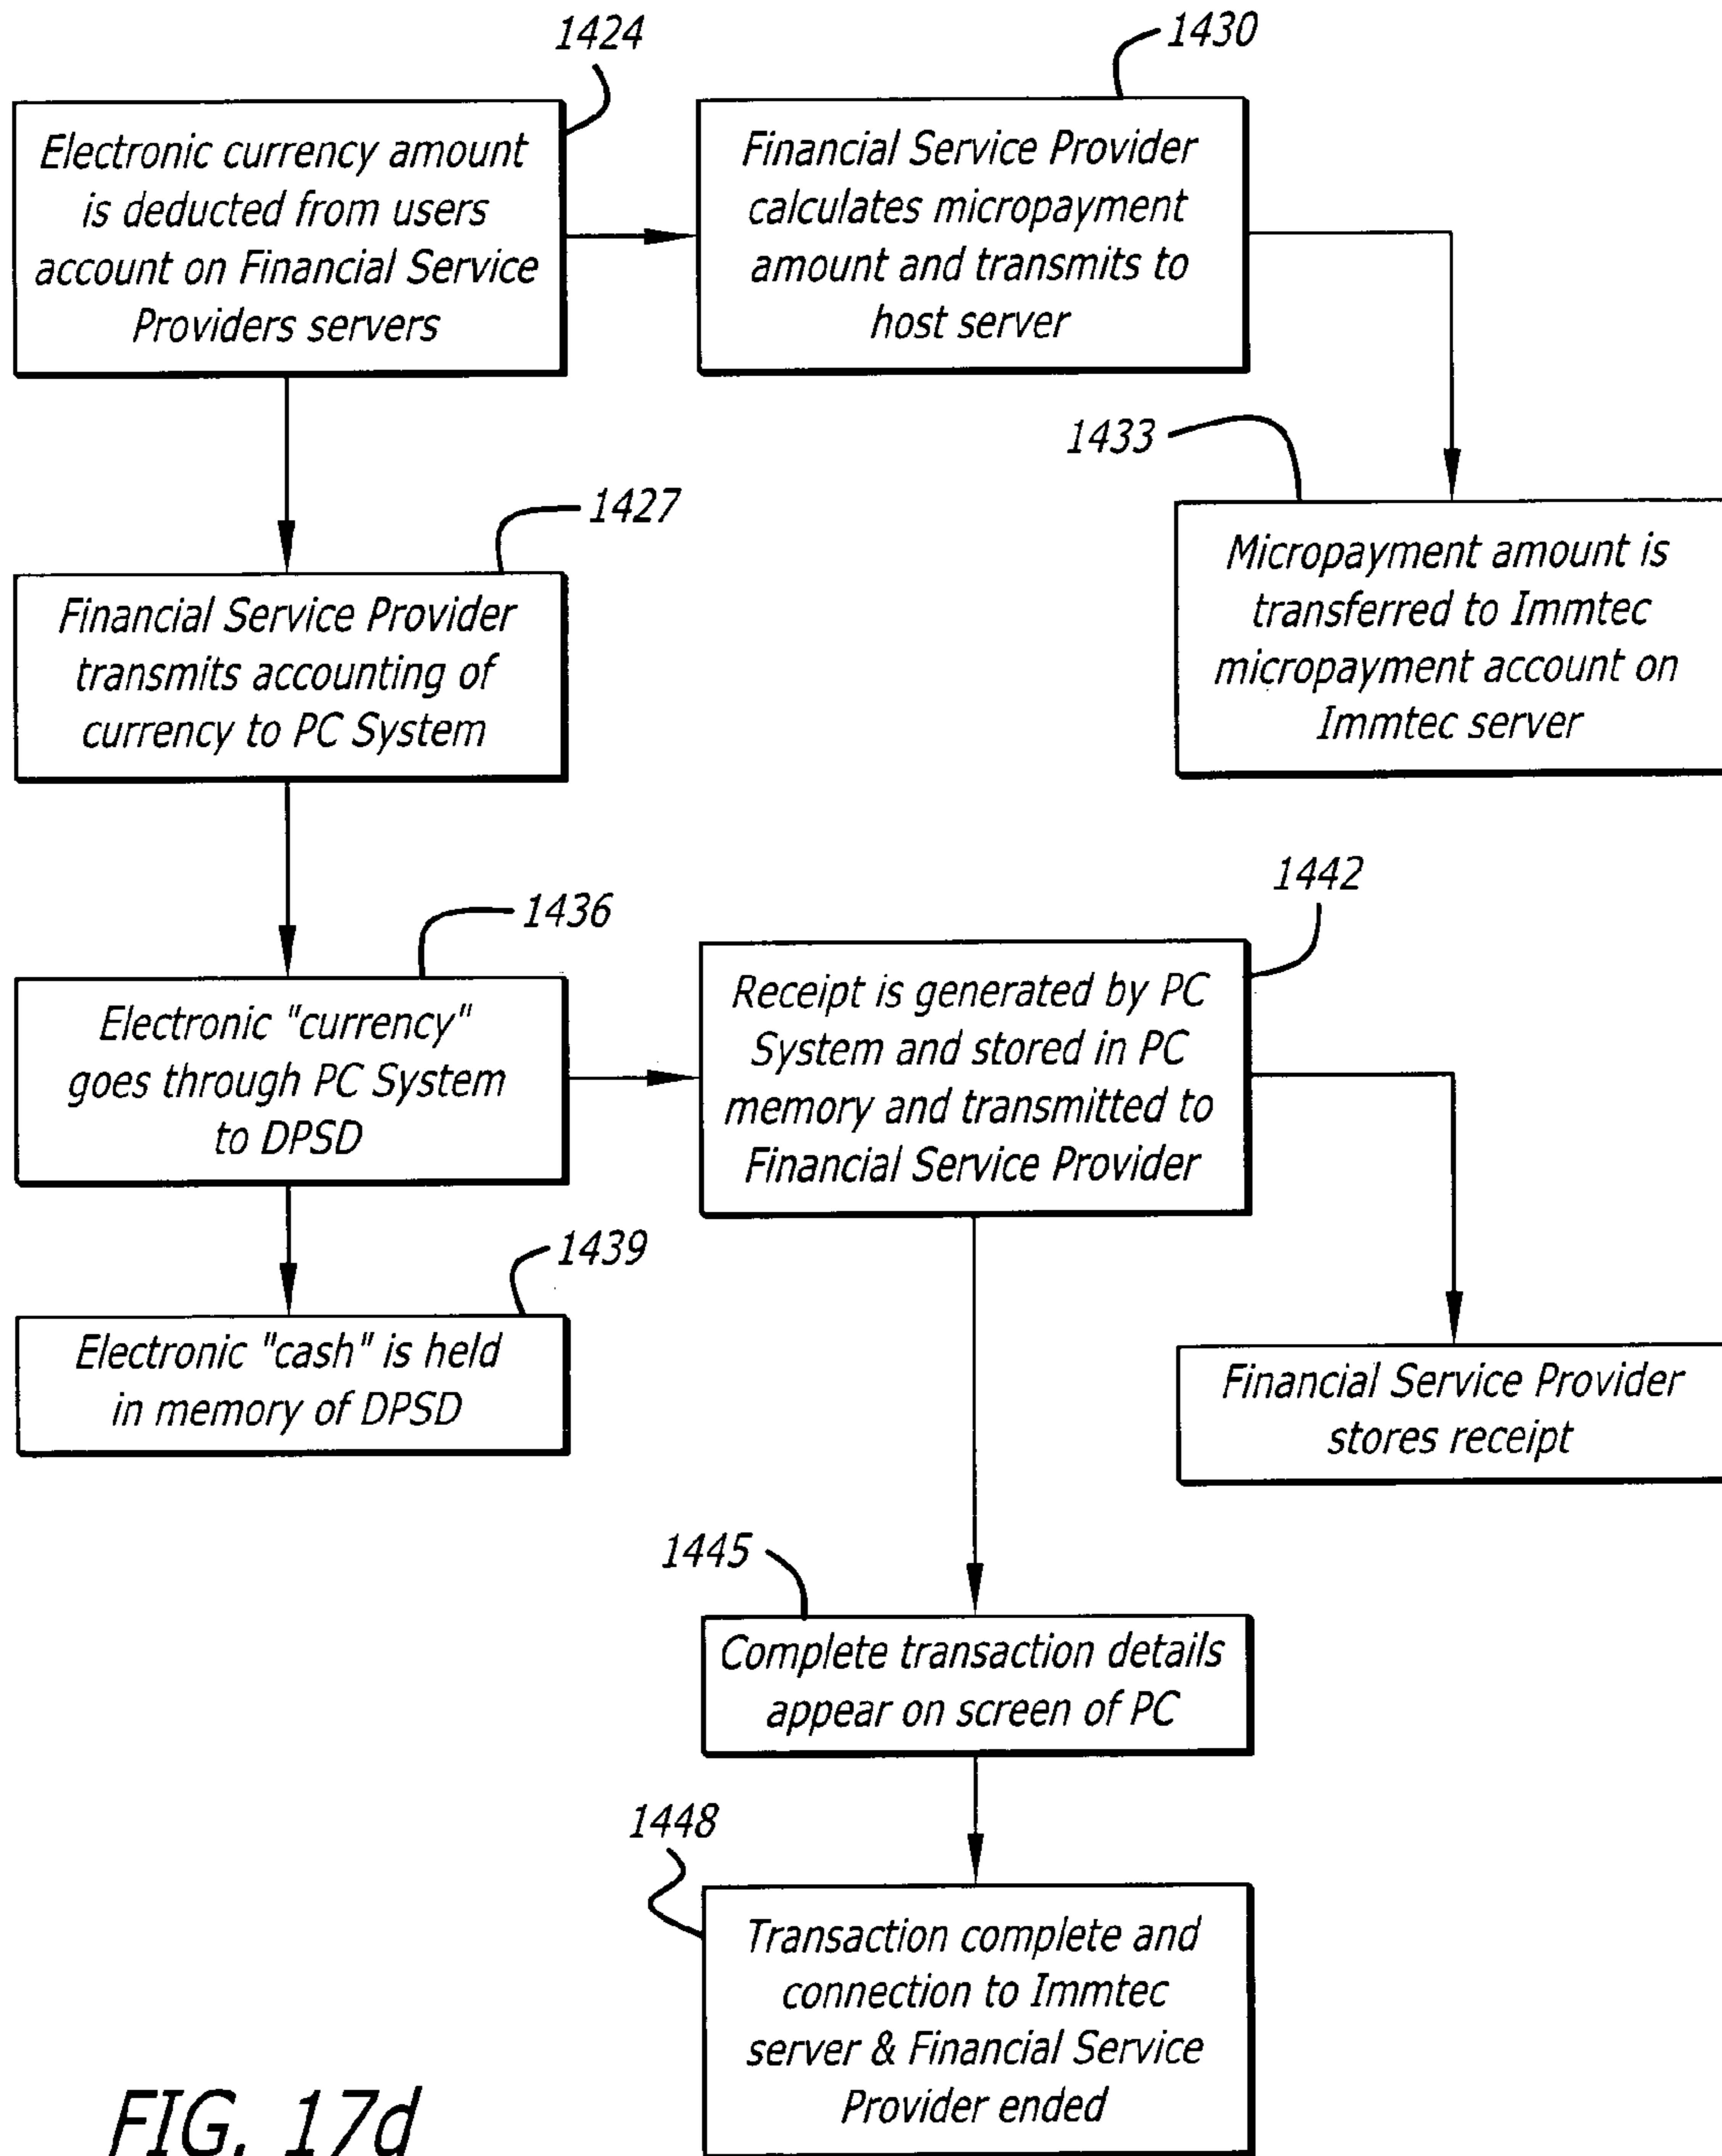 1424
1430
Electronic currency amount
is deducted from users
account on Financial Service
Providers servers
Financial Service Provider
calculates micropayment
amount and transmits to
host server
1433
1427
Micropayment amount is
transferred to Immtec
micropayment account on
Immtec server
Financial Service Provider
transmits accounting of
currency to PC System
1442
1436
Electronic "currency"
goes through PC System
to DPSD
Receipt is generated by PC
System and stored in PC
memory and transmitted to
Financial Service Provider
1439
Electronic "cash" is held
in memory of DPSD
Financial Service Provider
stores receipt
1445
Complete transaction details
appear on screen of PC
1448
Transaction complete and
connection to Immtec
server & Financial Service
Provider ended
FIG. 17d